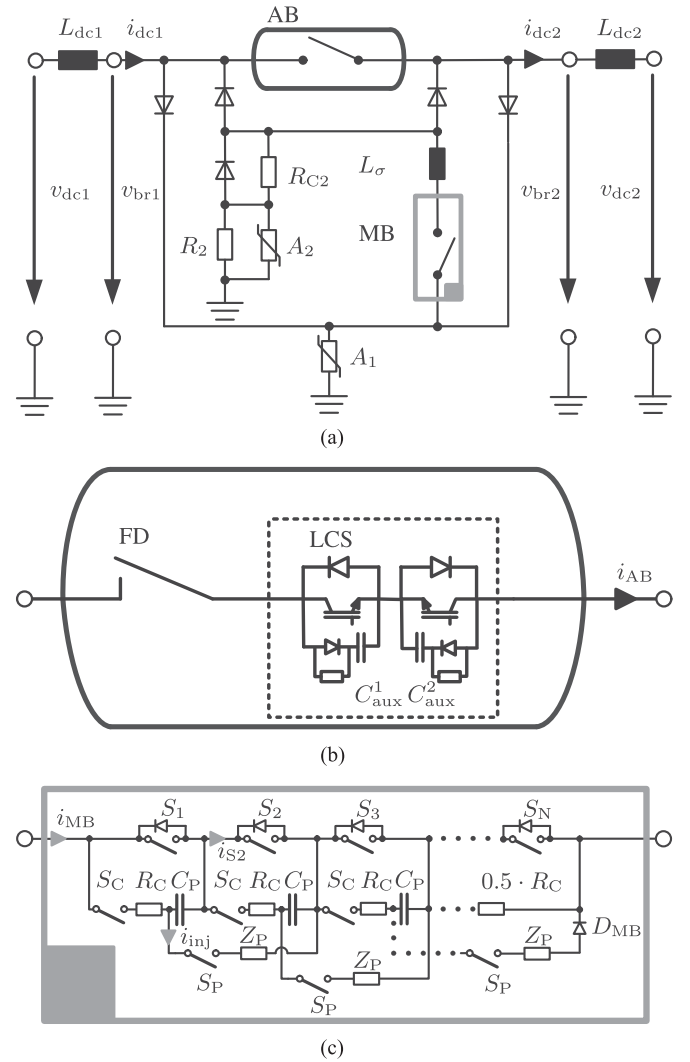 AB
L_dc1 i_dc1 i_dc2 L_dc2
v_dc1 v_br1 R_C2 L_σ v_br2 v_dc2
R_2 A_2 MB
A_1
(a)
FD LCS
i_AB
C^1_aux C^2_aux
(b)
i_MB S_1 S_2 S_3 S_N
i_S2
S_C R_C C_P S_C R_C C_P S_C R_C C_P 0.5 · R_C
i_inj Z_P Z_P D_MB
S_P Z_P S_P
S_P
(c)